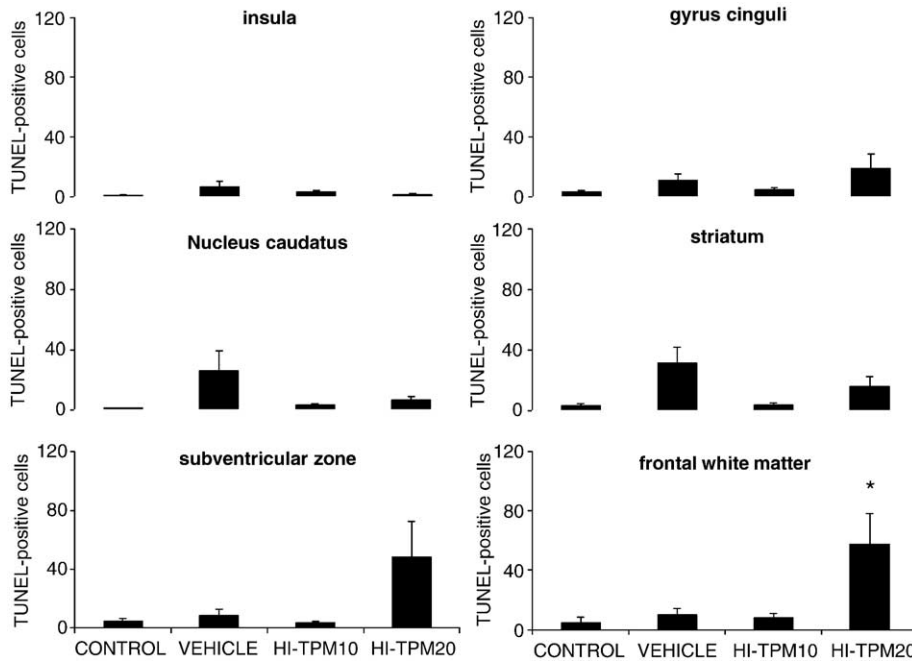 insula
TUNEL-positive cells
120
80
40
0
gyrus cinguli
TUNEL-positive cells
120
80
40
0
Nucleus caudatus
TUNEL-positive cells
120
80
40
0
striatum
TUNEL-positive cells
120
80
40
0
subventricular zone
TUNEL-positive cells
120
80
40
0
CONTROL VEHICLE HI-TPM10 HI-TPM20
frontal white matter
TUNEL-positive cells
120
80
40
0
*
CONTROL VEHICLE HI-TPM10 HI-TPM20